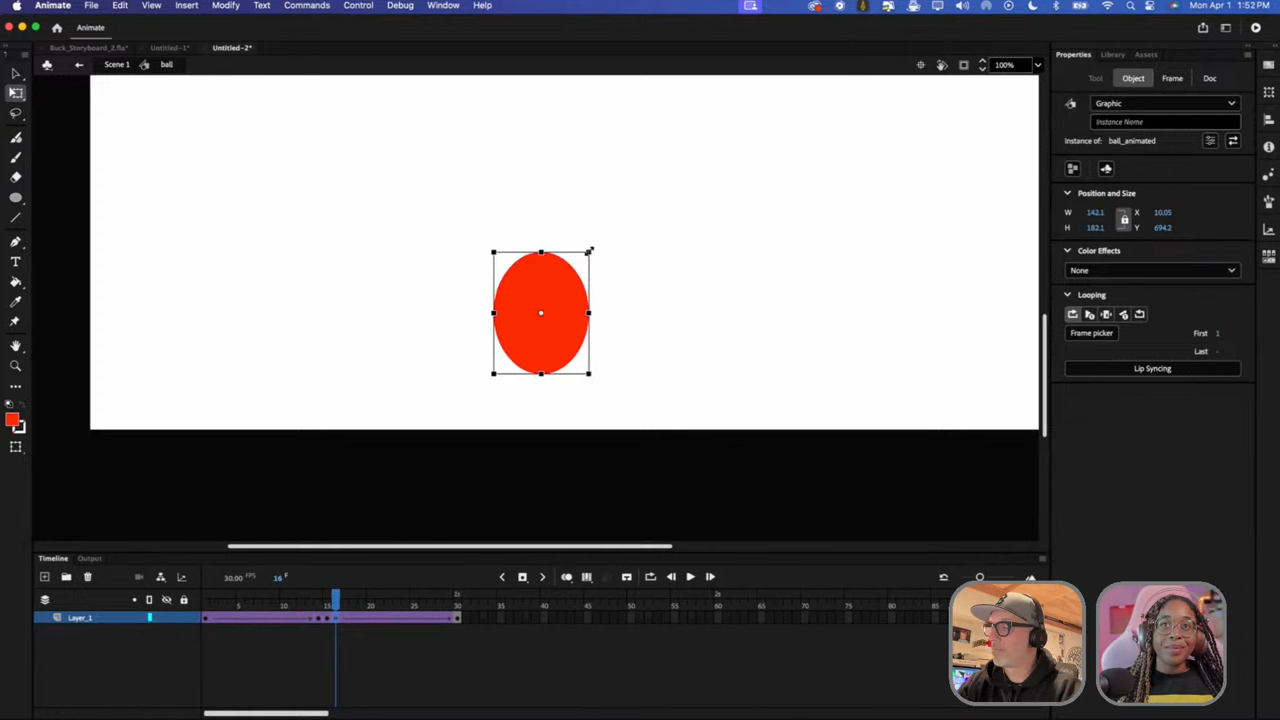 Animate File Edit View Insert Modify Text Commands Control Debug Window Help Mon Apr 1 1:52 PM
Animate
Buck_Storyboard_2.fla* Untitled-1* Untitled-2*
Scene 1 ball 100%
Properties Library Assets
Tool Object Frame Doc
Graphic
Instance Name
Instance of: ball_animated
Position and Size
W 142.1 X 10.05
H 182.1 Y 694.2
Color Effects
None
Looping
Frame picker First 1
Last -
Lip Syncing
Timeline Output
30.00 FPS 16 F
1s 2s
5 10 15 20 25 30 35 40 45 50 55 60 65 70 75 80 85
Layer_1